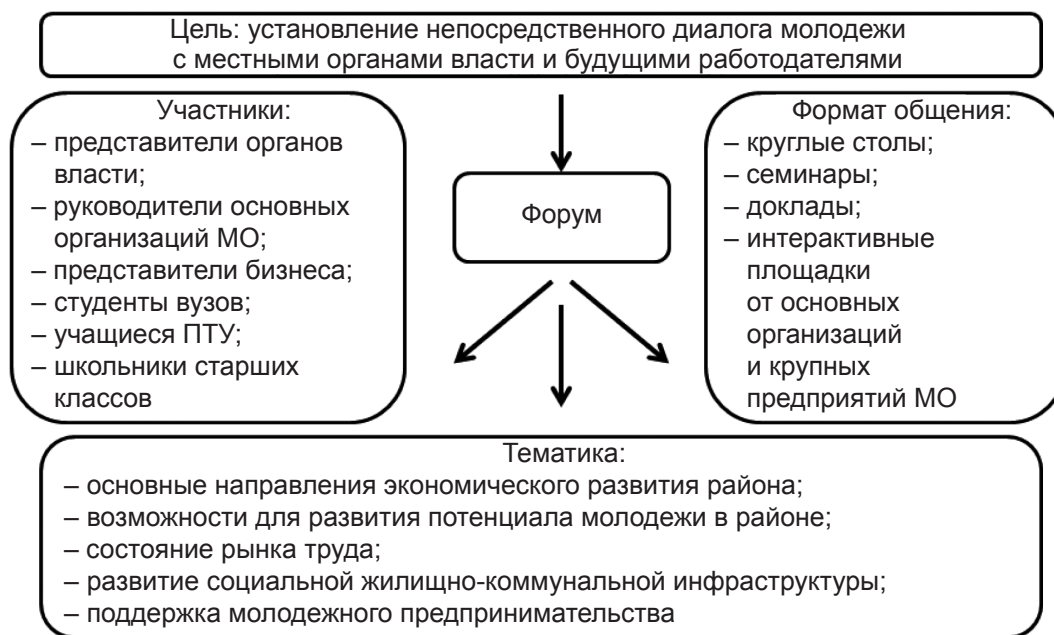 Цель: установление непосредственного диалога молодежи
с местными органами власти и будущими работодателями
Участники:
– представители органов
власти;
– руководители основных
организаций МО;
– представители бизнеса;
– студенты вузов;
– учащиеся ПТУ;
– школьники старших
классов
Форум
Формат общения:
– круглые столы;
– семинары;
– доклады;
– интерактивные
площадки
от основных
организаций
и крупных
предприятий МО
Тематика:
– основные направления экономического развития района;
– возможности для развития потенциала молодежи в районе;
– состояние рынка труда;
– развитие социальной жилищно-коммунальной инфраструктуры;
– поддержка молодежного предпринимательства